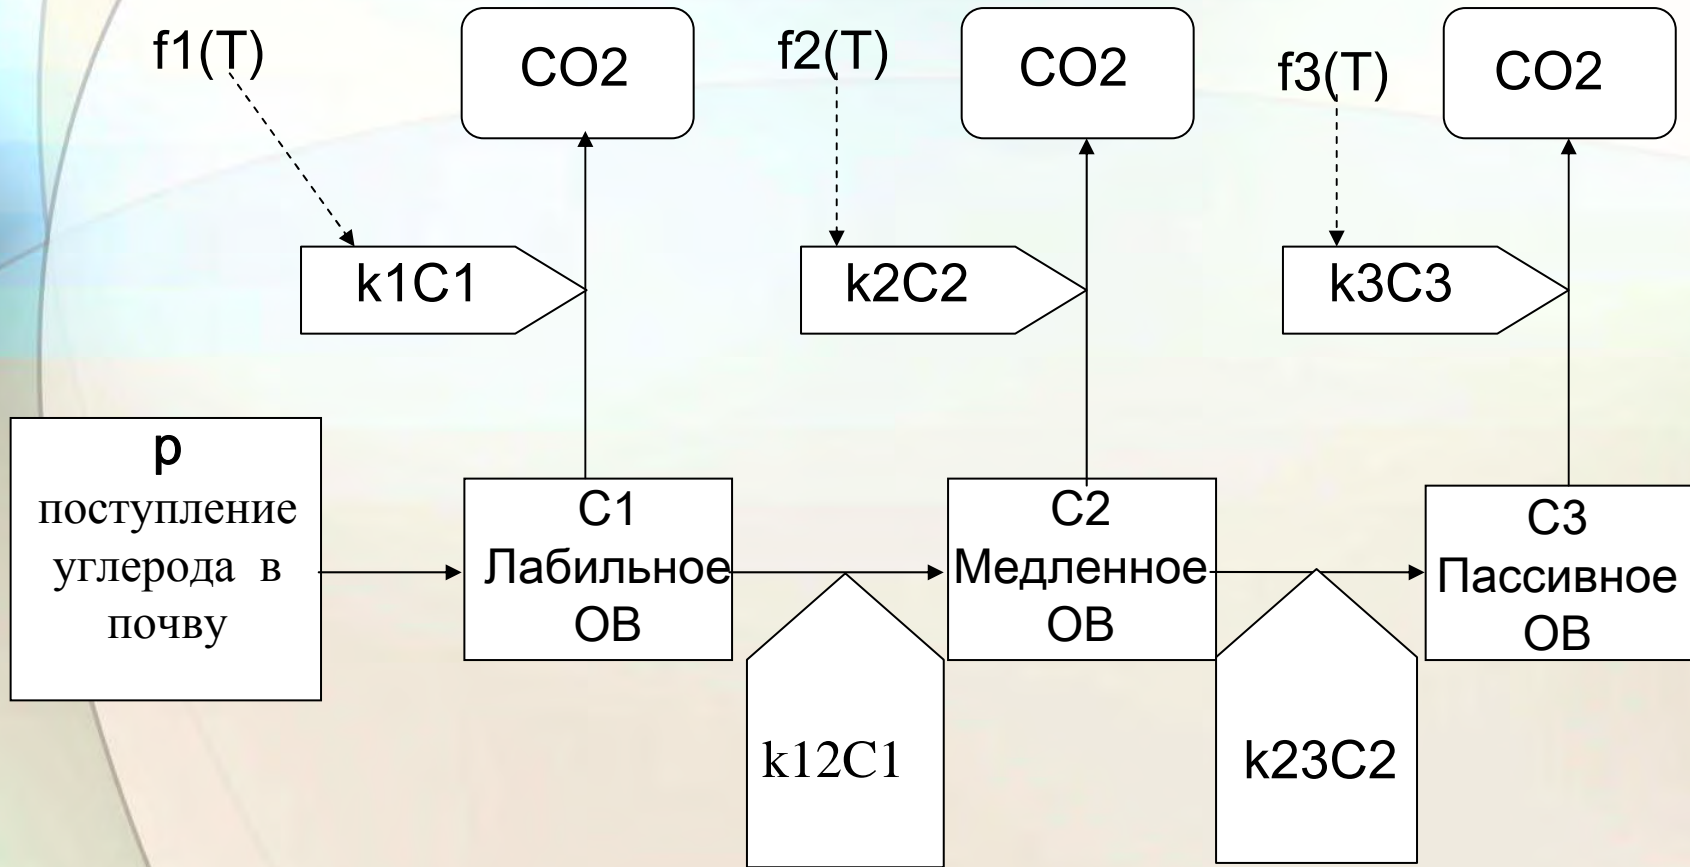 f1(T)
CO2
f2(T)
CO2
f3(T)
CO2
k1C1
k2C2
k3C3
p
поступление
углерода в
почву
C1
Лабильное
ОВ
C2
Медленное
ОВ
C3
Пассивное
ОВ
k12C1
k23C2